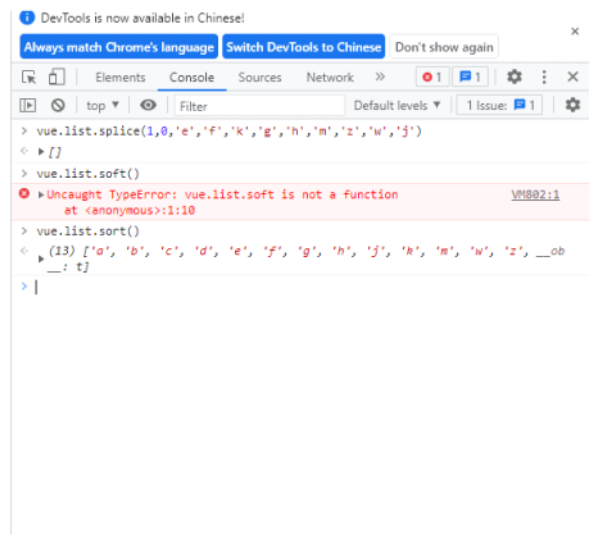 DevTools is now available in Chinese!
Always match Chrome's language Switch DevTools to Chinese Don't show again
Elements Console Sources Network » 1 1
top ▼ Filter Default levels ▼ 1 Issue: 1
> vue.list.splice(1,0,'e','f','k','g','h','m','z','w','j')
< ▶ []
> vue.list.soft()
▶Uncaught TypeError: vue.list.soft is not a function VM802:1
at <anonymous>:1:10
> vue.list.sort()
< ▶ (13) ['a', 'b', 'c', 'd', 'e', 'f', 'g', 'h', 'j', 'k', 'm', 'w', 'z', __ob
__: t]
>